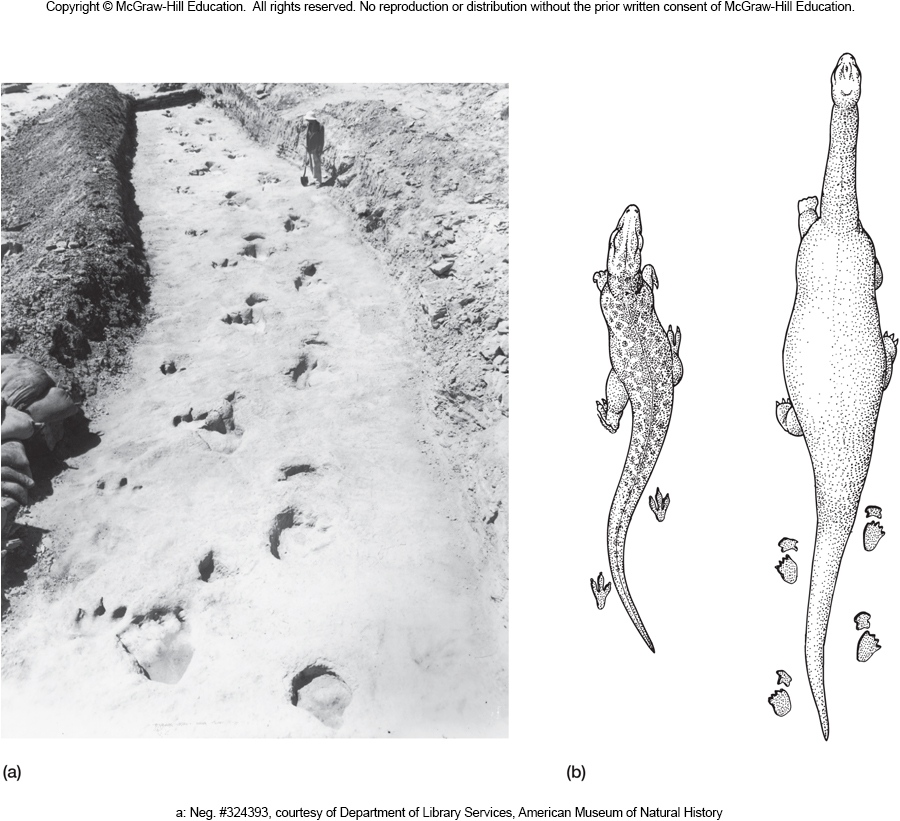 Copyright © McGraw-Hill Education.  All rights reserved. No reproduction or distribution without the prior written consent of McGraw-Hill Education.
(a)
(b)
a: Neg. #324393, courtesy of Department of Library Services, American Museum of Natural History